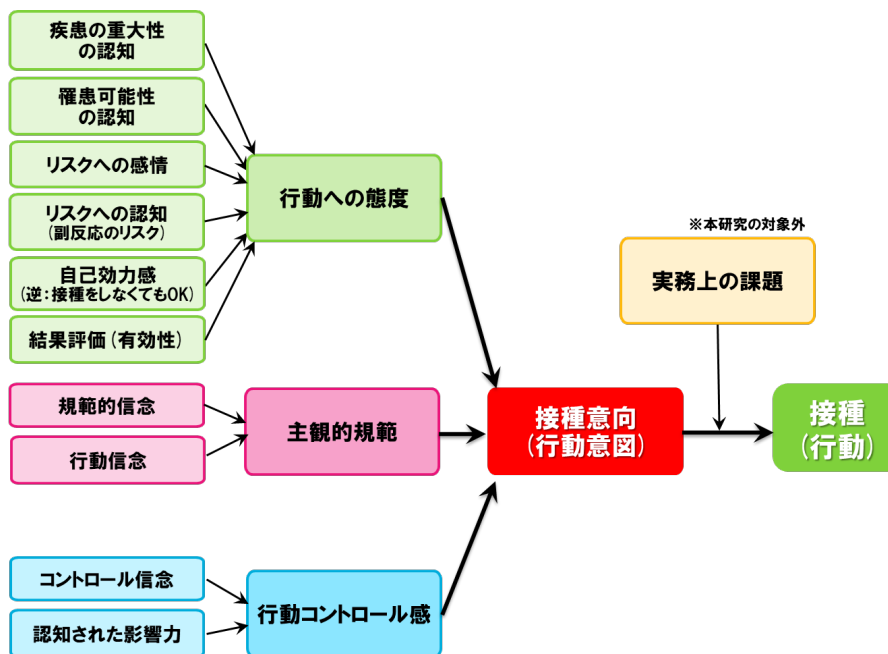 疾患の重大性
の認知
罹患可能性
の認知
リスクへの感情
リスクへの認知
(副反応のリスク)
自己効力感
(逆：接種をしなくてもOK)
結果評価（有効性）
行動への態度
規範的信念
行動信念
主観的規範
コントロール信念
認知された影響力
行動コントロール感
接種意向
(行動意図)
※本研究の対象外
実務上の課題
接種
(行動)